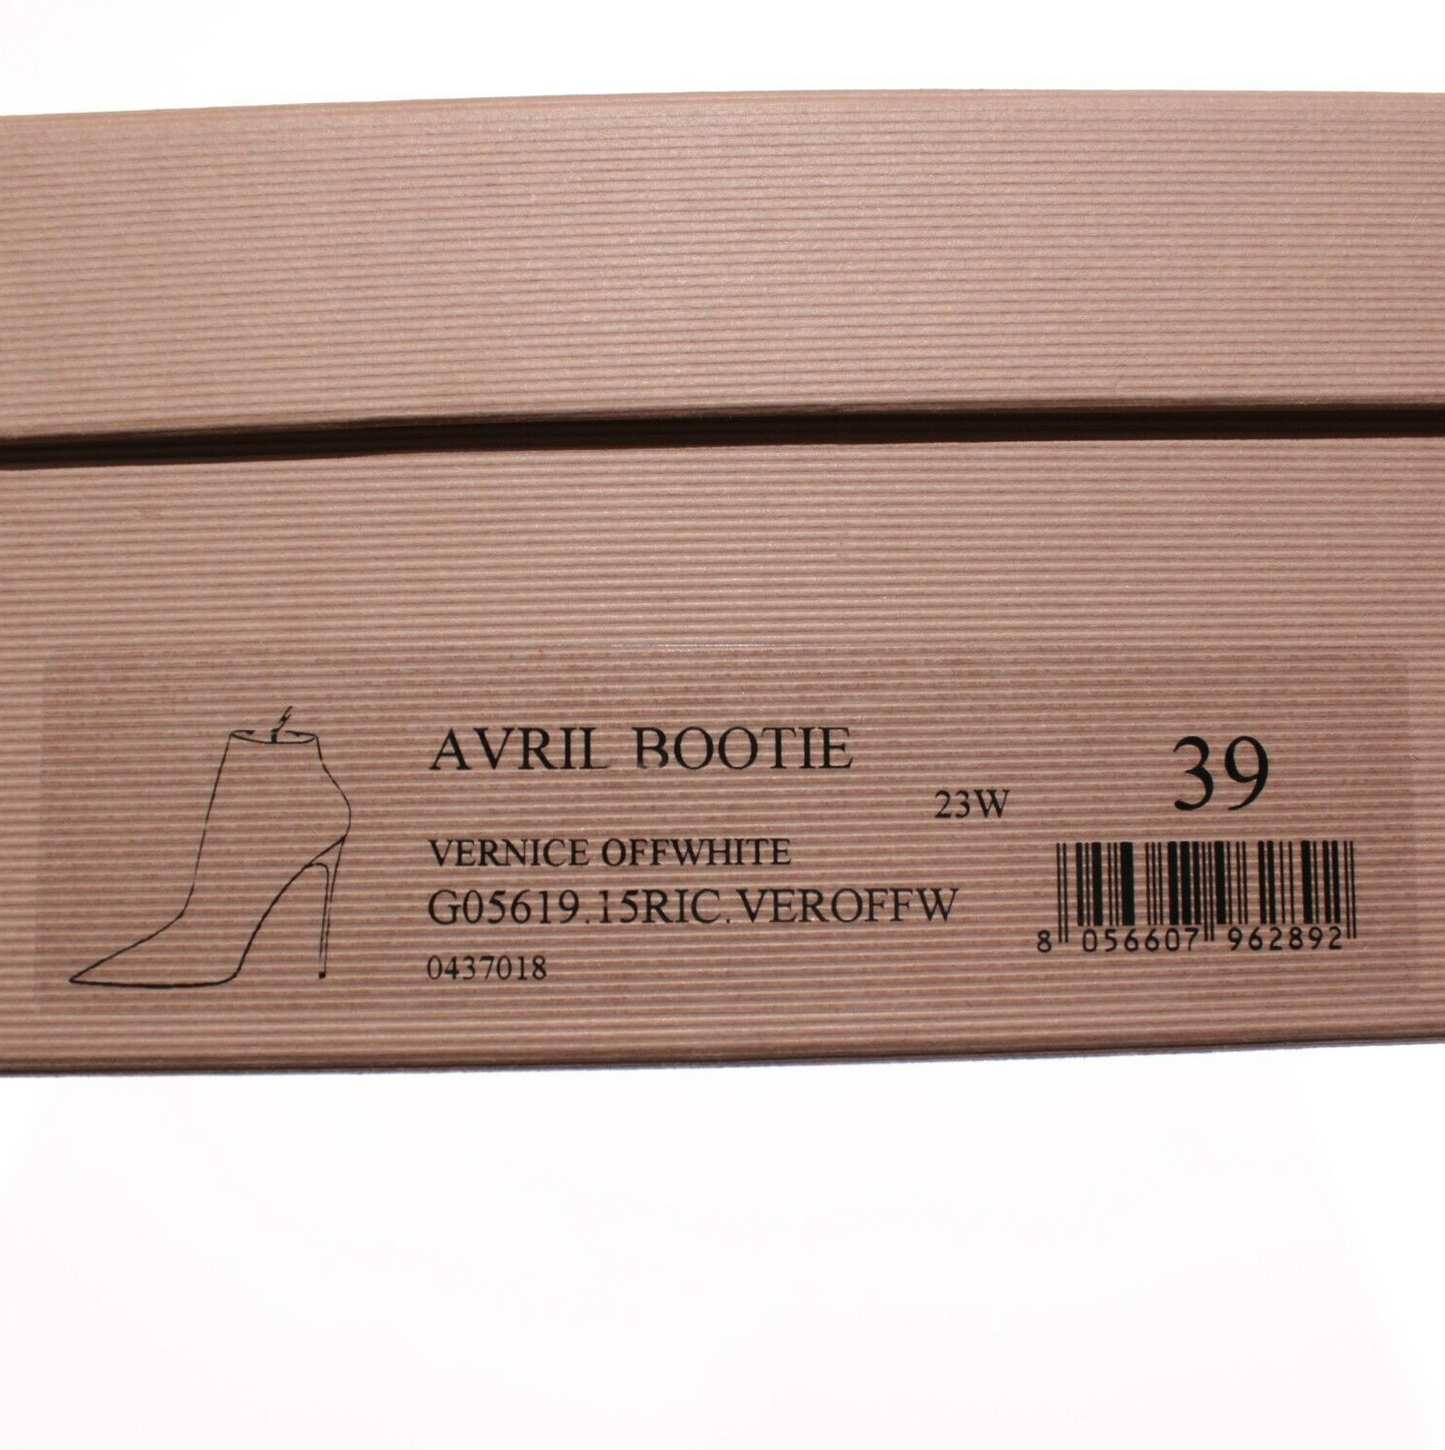 AVRIL BOOTIE
39
23W
VERNICE OFFWHITE
G05619.15RIC.VEROFFW
8 056607 962892
0437018